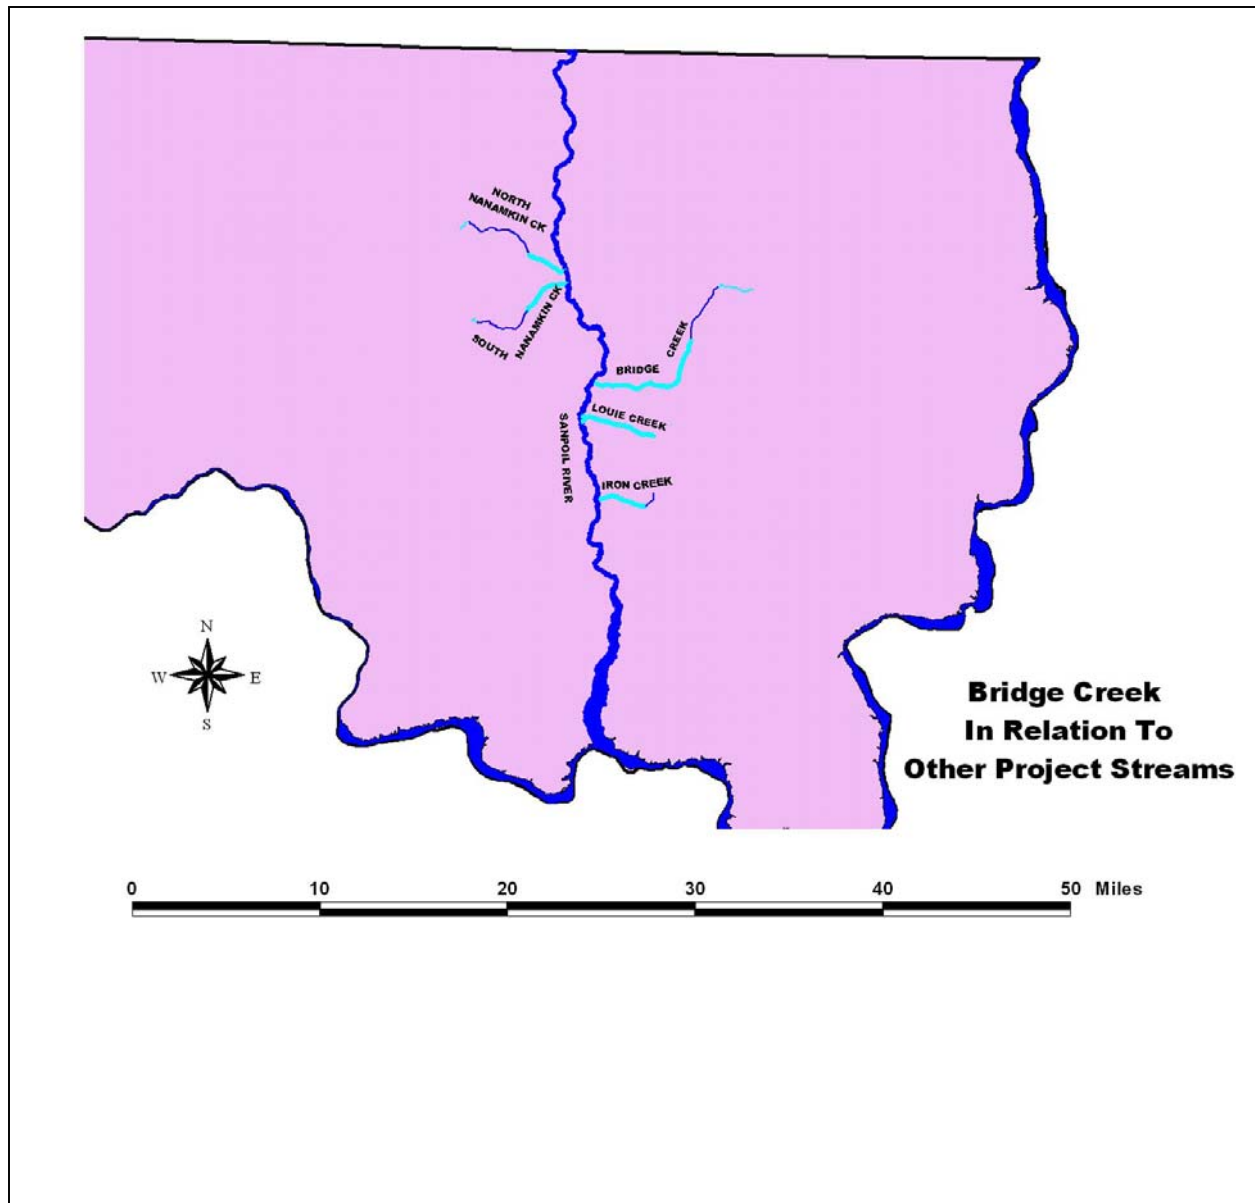 NORTH
NANAMKIN CK
SOUTH
NANAMKIN CK
BRIDGE
CREEK
LOUIE CREEK
SANPOIL RIVER
IRON CREEK
N
W
E
S
Bridge Creek
In Relation To
Other Project Streams
0 10 20 30 40 50 Miles